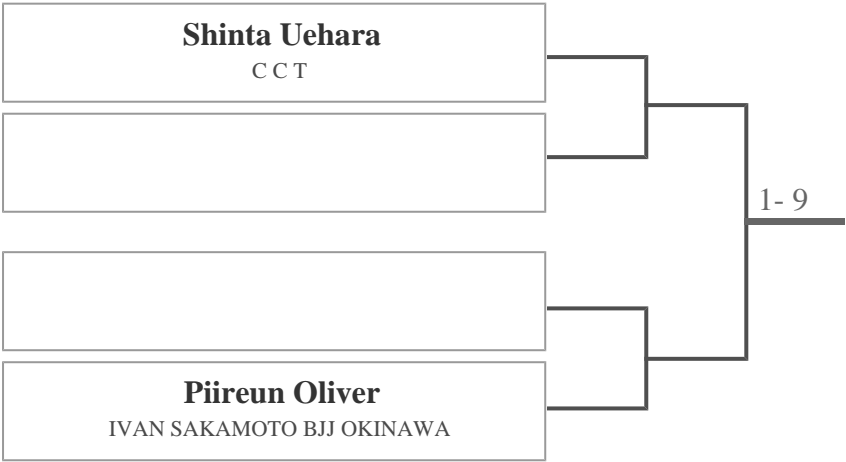 Shinta Uehara
C C T
1- 9
Piireun Oliver
IVAN SAKAMOTO BJJ OKINAWA